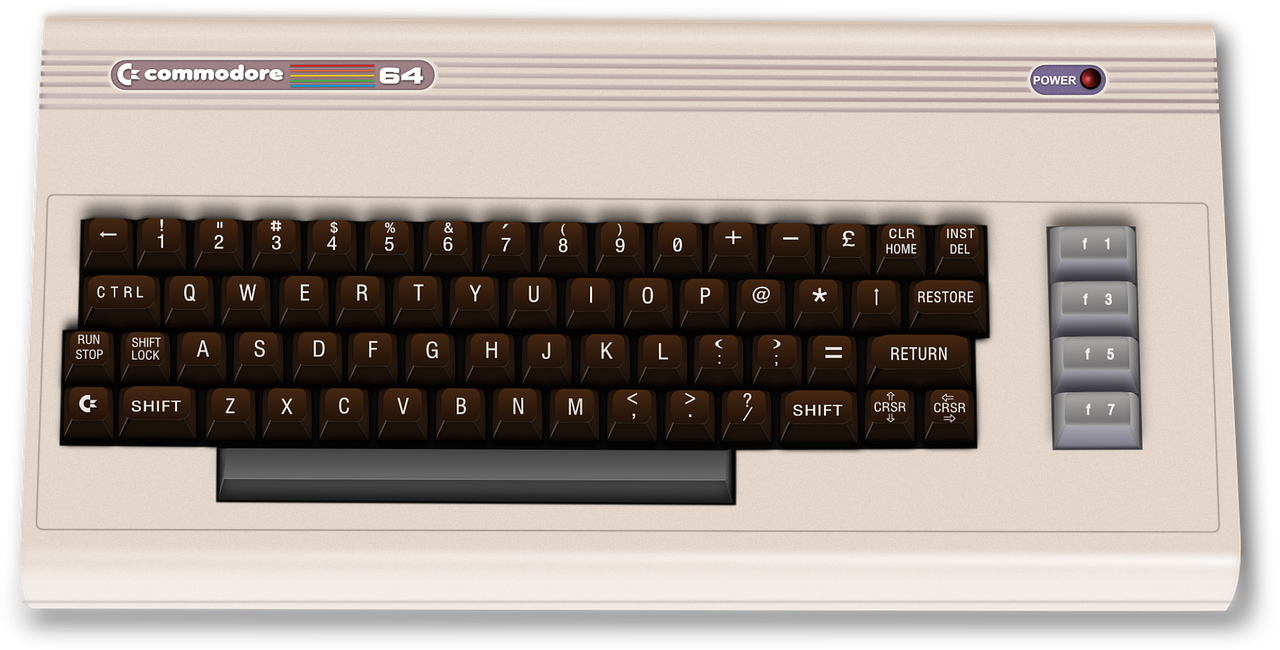 commodore 64
POWER
← ! 1 " 2 # 3 $ 4 % 5 & 6 ´ 7 ( 8 ) 9 0 + − £ CLR HOME INST DEL
f 1
CTRL Q W E R T Y U I O P @ * ↑ RESTORE
f 3
RUN STOP SHIFT LOCK A S D F G H J K L < : > ; = RETURN
f 5
C= SHIFT Z X C V B N M < , > . ? / SHIFT ⇧ CRSR ⇩ ⇦ CRSR ⇨
f 7